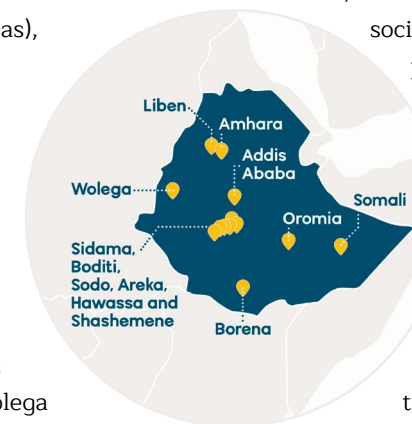 as),
soci
Liben
Amhara
Addis
Ababa
Wolega
Somali
Oromia
Sidama,
Boditi,
Sodo, Areka,
Hawassa and
Shashemene
Borena
olega
t